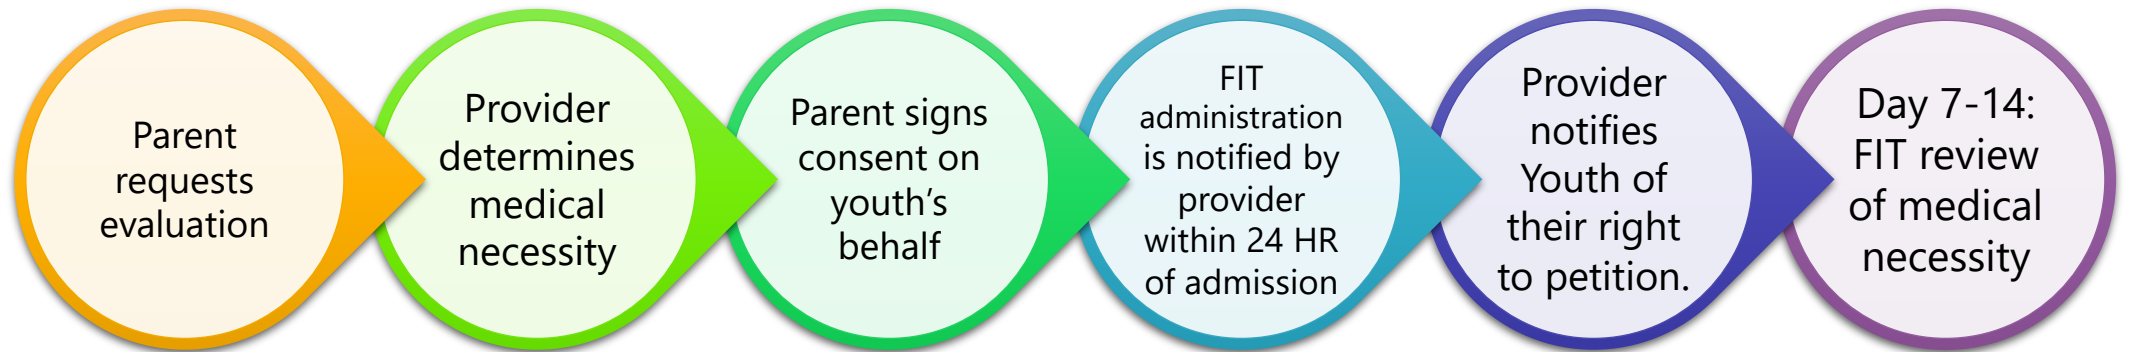 Parent
requests
evaluation
Provider
determines
medical
necessity
Parent signs
consent on
youth’s
behalf
FIT
administration
is notified by
provider
within 24 HR
of admission
Provider
notifies
Youth of
their right
to petition.
Day 7-14:
FIT review
of medical
necessity